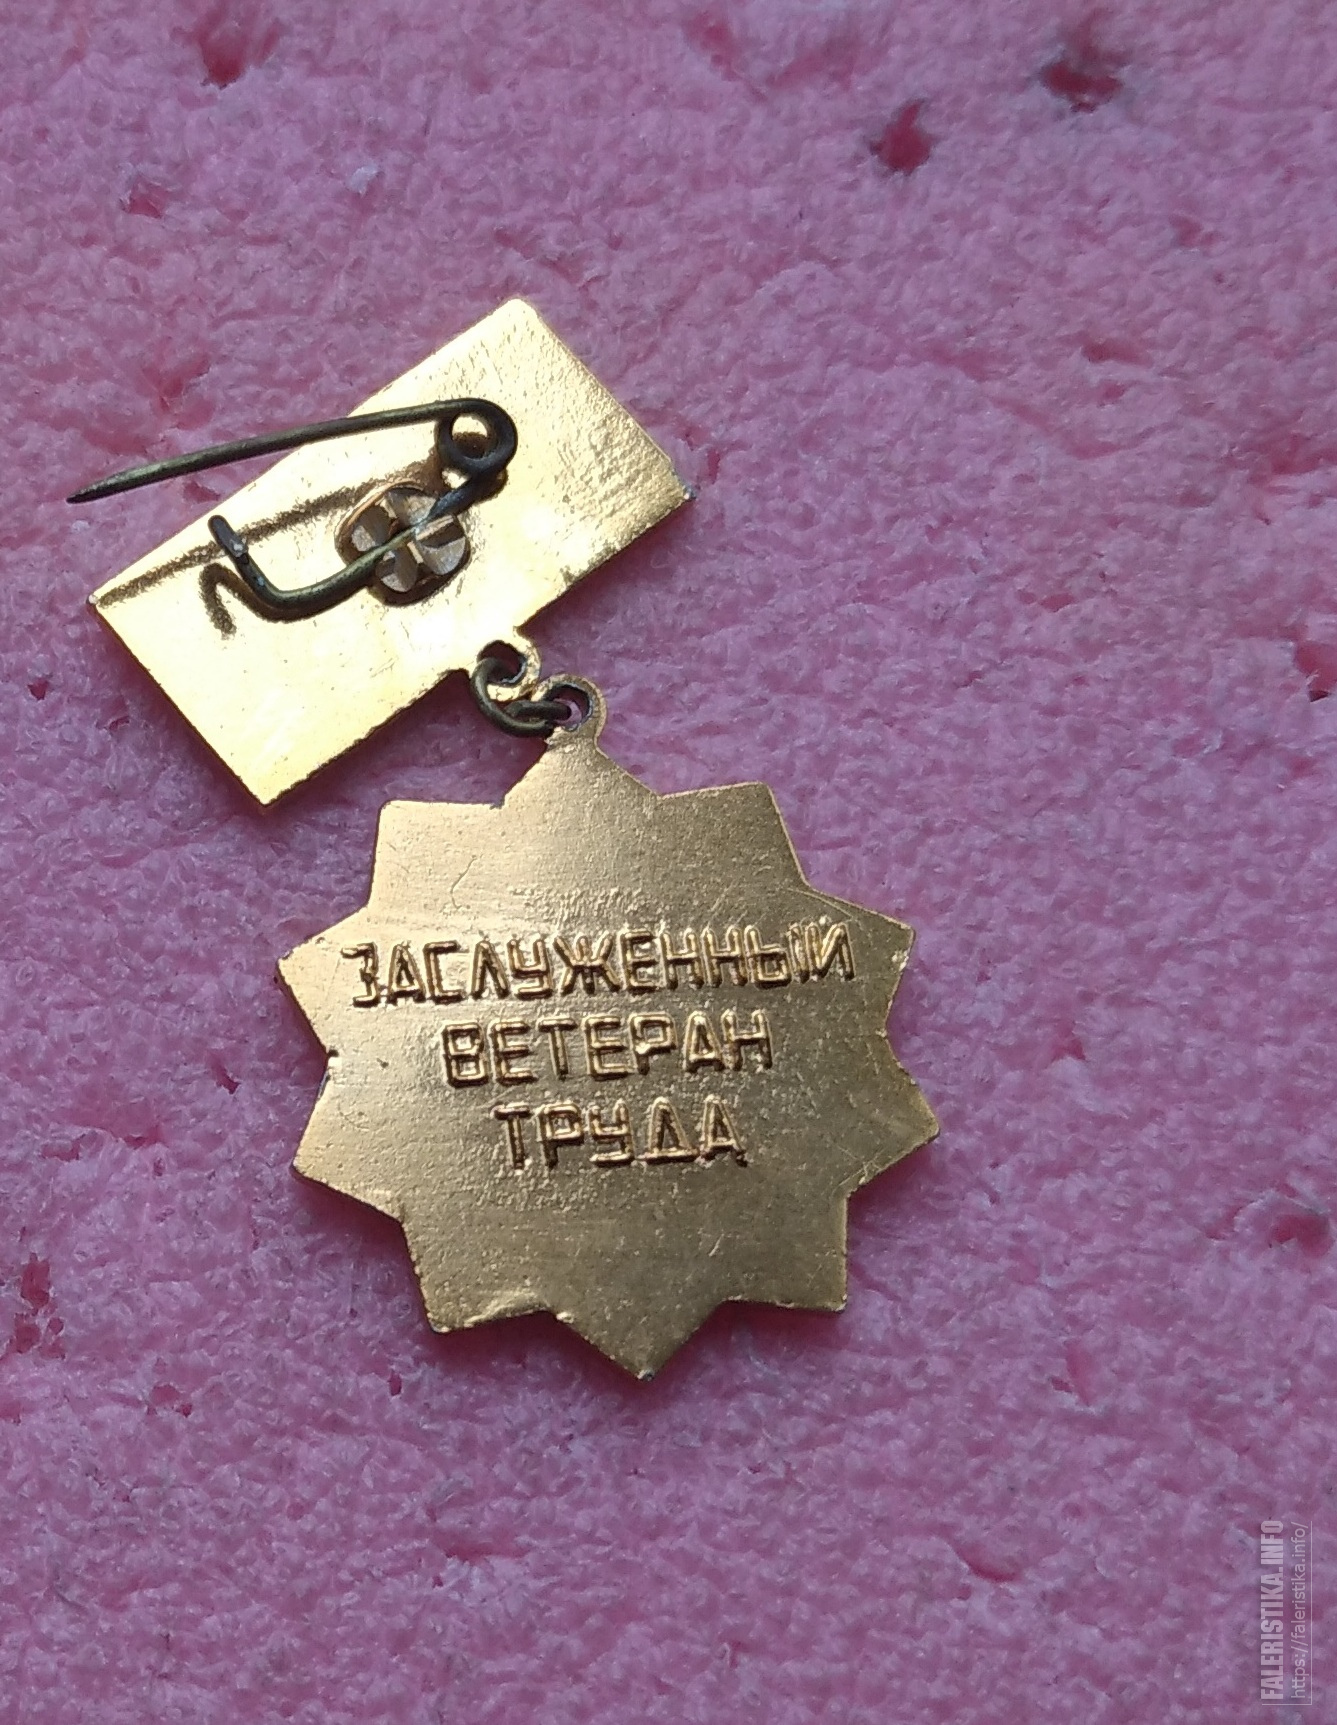 ЗАСЛУЖЕННЫЙ
ВЕТЕРАН
ТРУДА
FALERISTIKA.INFO
https://faleristika.info/